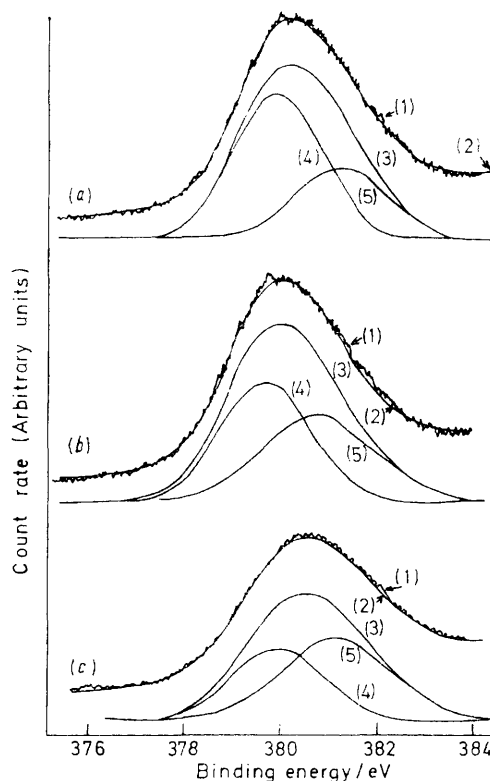 (1)
(2)
(3)
(4)
(5)
(a)
(1)
(3)
(4)
(2)
(5)
(b)
(1)
(2)
(3)
(5)
(4)
(c)
Count rate (Arbitrary units)
376 378 380 382 384
Binding energy/eV